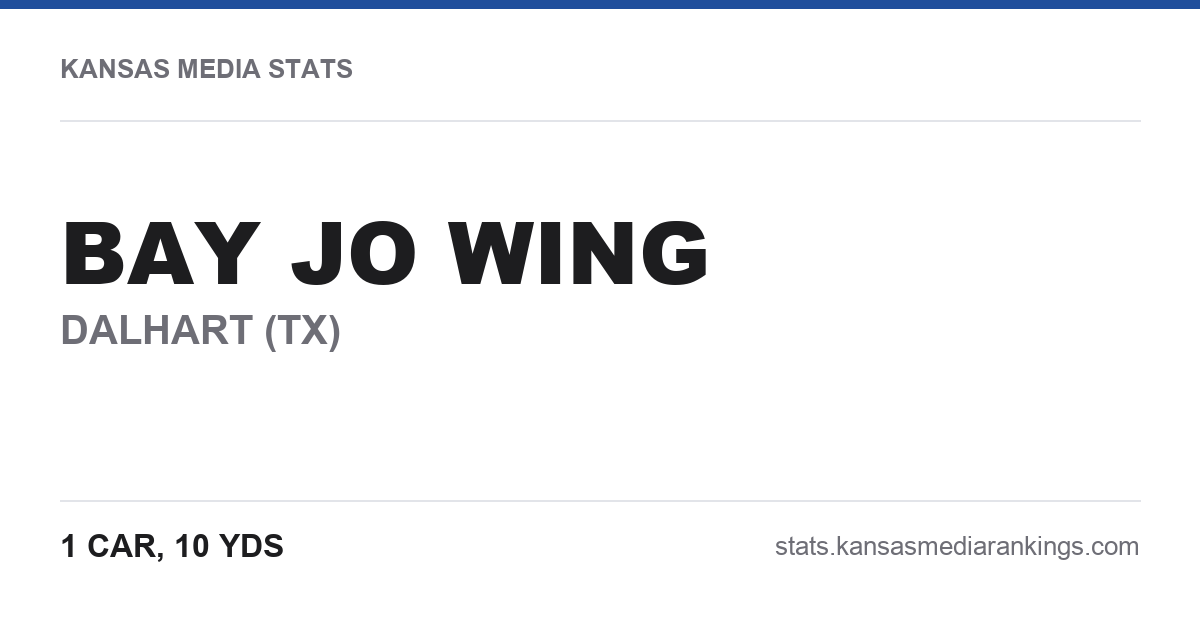 KANSAS MEDIA STATS
BAY JO WING
DALHART (TX)
1 CAR, 10 YDS
stats.kansasmediarankings.com